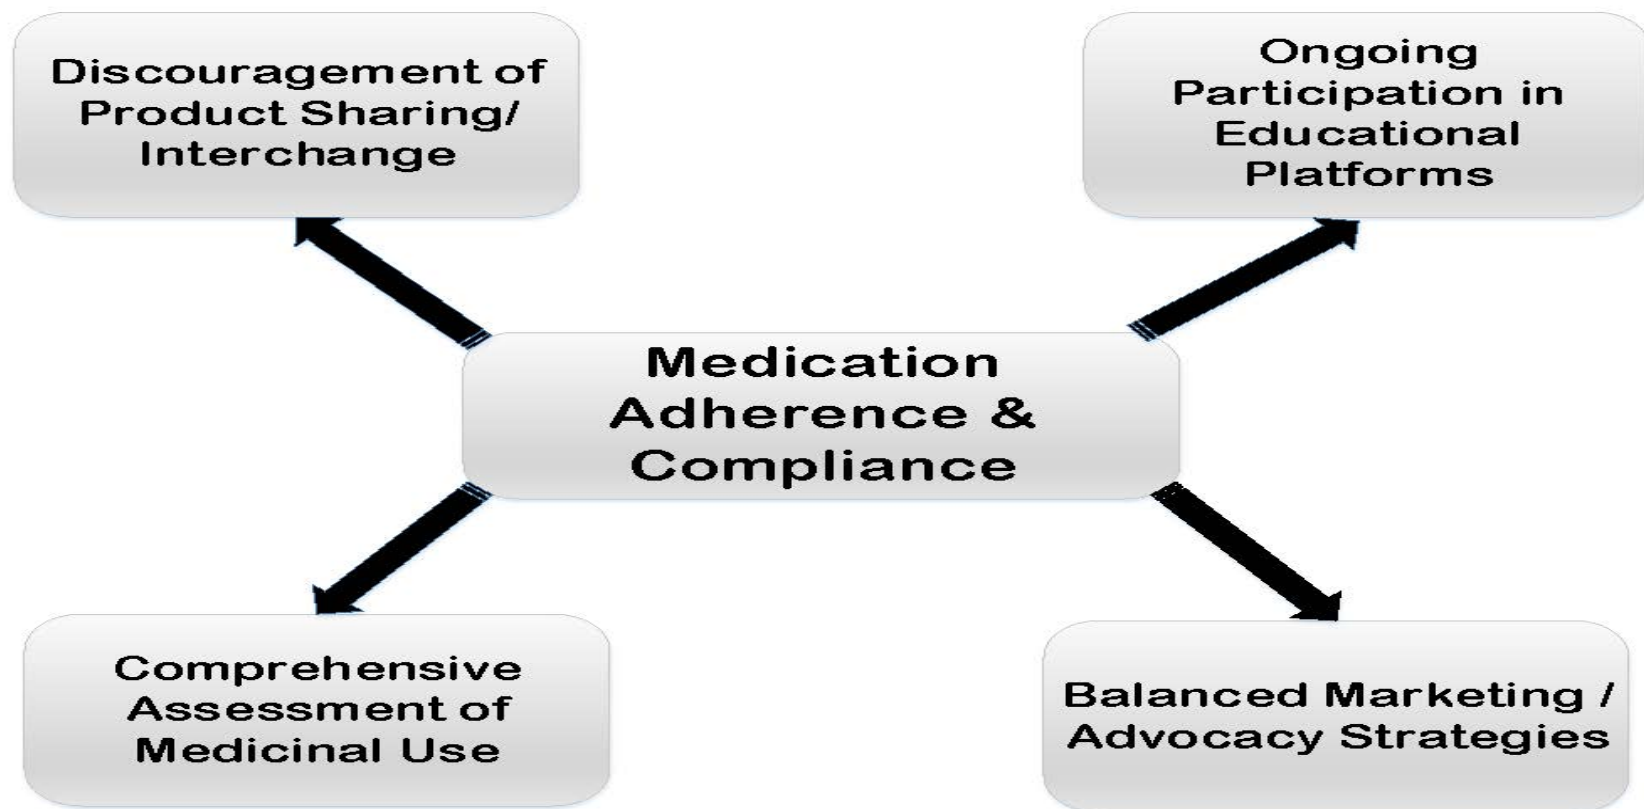 Discouragement of
Product Sharing/
Interchange
Ongoing
Participation in
Educational
Platforms
Medication
Adherence &
Compliance
Comprehensive
Assessment of
Medicinal Use
Balanced Marketing /
Advocacy Strategies